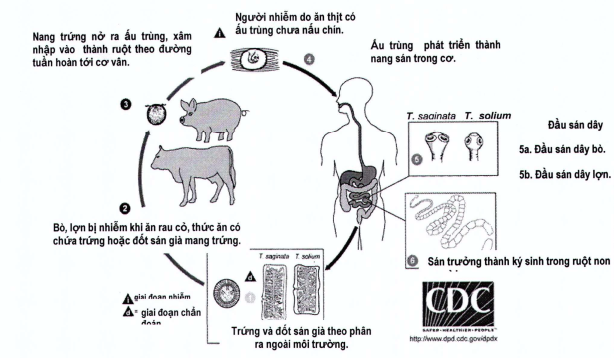 Người nhiễm do ăn thịt có
ấu trùng chưa nấu chín.
Nang trứng nở ra ấu trùng, xâm
nhập vào thành ruột theo đường
tuần hoàn tới cơ vân.
Ấu trùng phát triển thành
nang sán trong cơ.
4
3
T. saginata T. solium
Đầu sán dây
5a. Đầu sán dây bò.
5b. Đầu sán dây lợn.
5
2
Bò, lợn bị nhiễm khi ăn rau cỏ, thức ăn có
chứa trứng hoặc đốt sán già mang trứng.
6 Sán trưởng thành ký sinh trong ruột non
T saginata T. solium
d
i giai đoạn nhiễm
d = giai đoạn chẩn
đoán
Trứng và đốt sán già theo phân
ra ngoài môi trường.
CDC
SAFER • HEALTHIER • PEOPLE
http://www.dpd.cdc.gov/dpdx